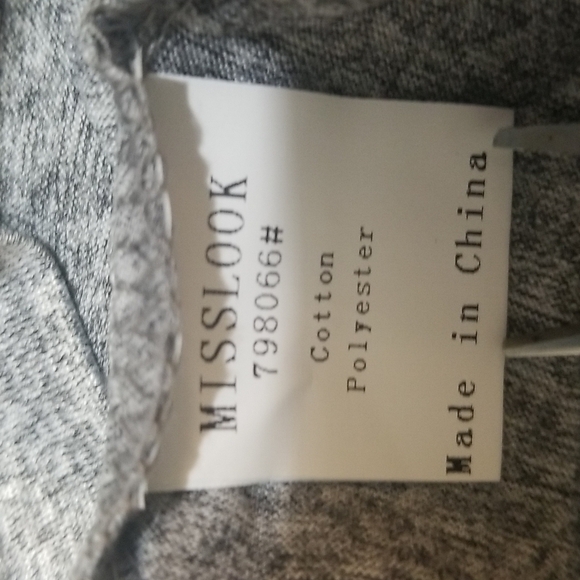 MISSLOOK
798066#
Cotton
Polyester
Made in China